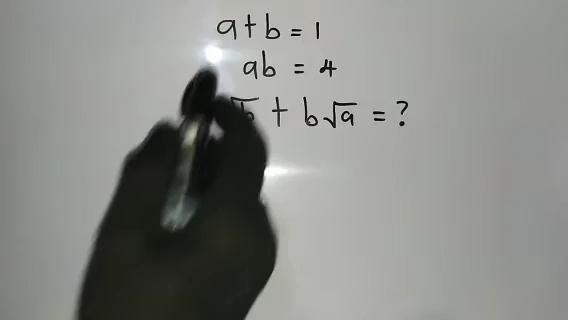 a + b = 1
ab = 4
√b + b√a = ?